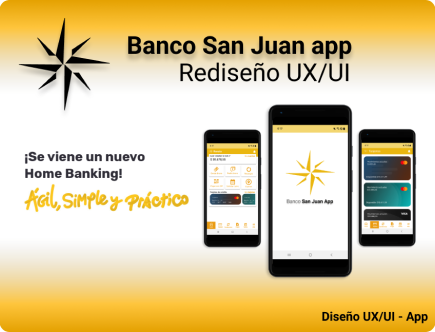 Banco San Juan app
Rediseño UX/UI
¡Se viene un nuevo
Home Banking!
Ágil, Simple y Práctico
Banco San Juan App
VISA
Diseño UX/UI - App